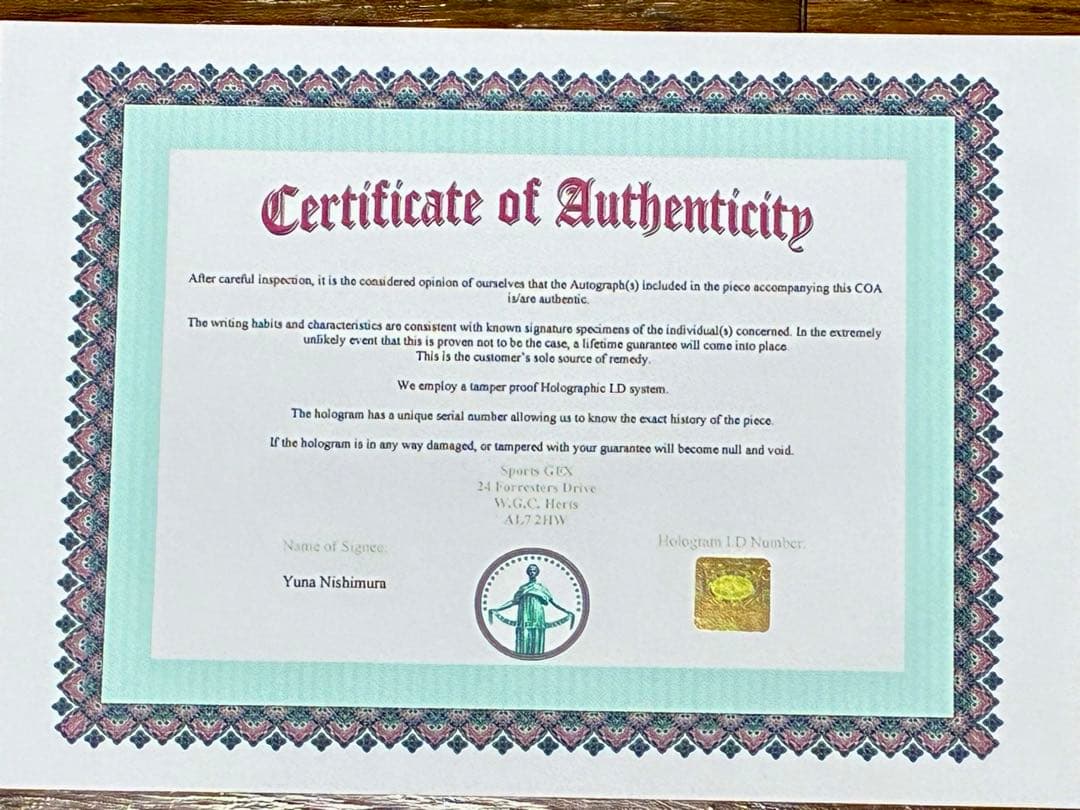 Certificate of Authenticity
After careful inspection, it is the considered opinion of ourselves that the Autograph(s) included in the piece accompanying this COA
is/are authentic.
The writing habits and characteristics are consistent with known signature specimens of the individual(s) concerned. In the extremely
unlikely event that this is proven not to be the case, a lifetime guarantee will come into place.
This is the customer's sole source of remedy.
We employ a tamper proof Holographic I.D system.
The hologram has a unique serial number allowing us to know the exact history of the piece.
If the hologram is in any way damaged, or tampered with your guarantee will become null and void.
Sports GEX
24 Forresters Drive
W.G.C. Herts
AL7 2HW
Name of Signee:
Hologram I.D Number:
Yuna Nishimura